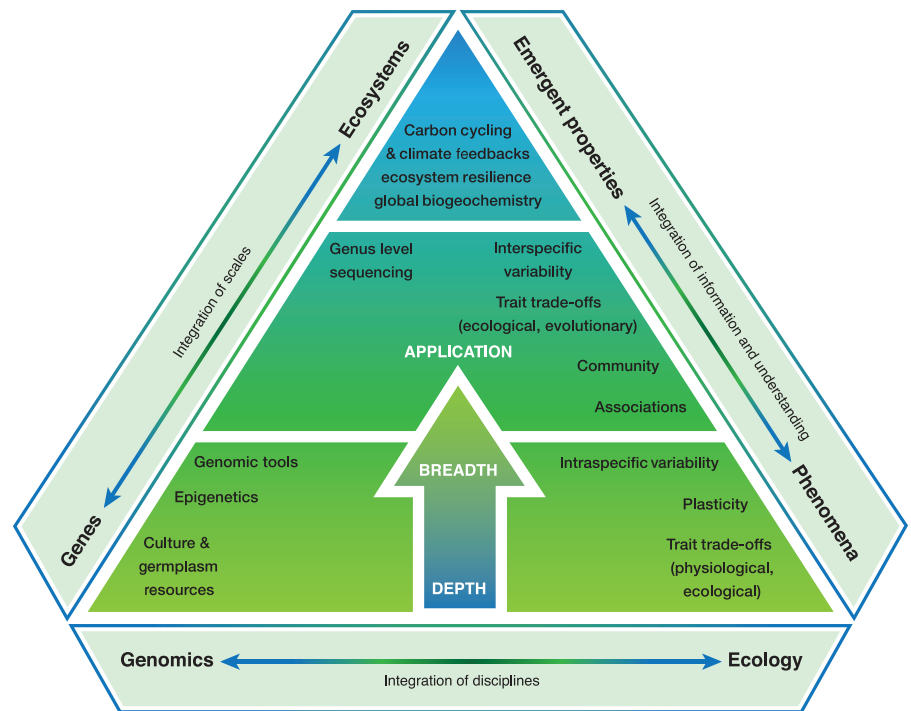 Ecosystems
Integration of scales
Genes
Emergent properties
Integration of information and understanding
Phenomena
Carbon cycling
& climate feedbacks
ecosystem resilience
global biogeochemistry
Genus level
sequencing
Interspecific
variability
Trait trade-offs
(ecological, evolutionary)
APPLICATION
Community
Associations
Genomic tools
Epigenetics
Culture &
germplasm
resources
BREADTH
DEPTH
Intraspecific variability
Plasticity
Trait trade-offs
(physiological,
ecological)
Genomics
Integration of disciplines
Ecology